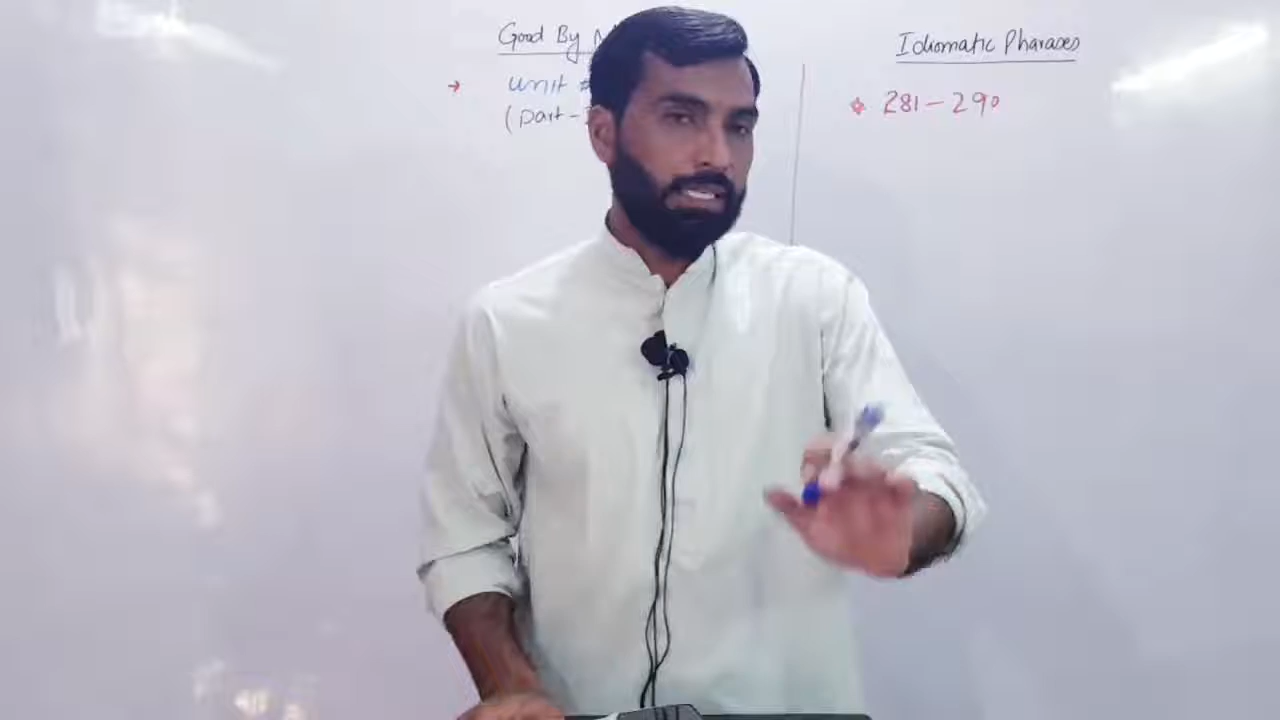 Good By
→ unit #
(Part -
Idiomatic Pharases
281 - 290